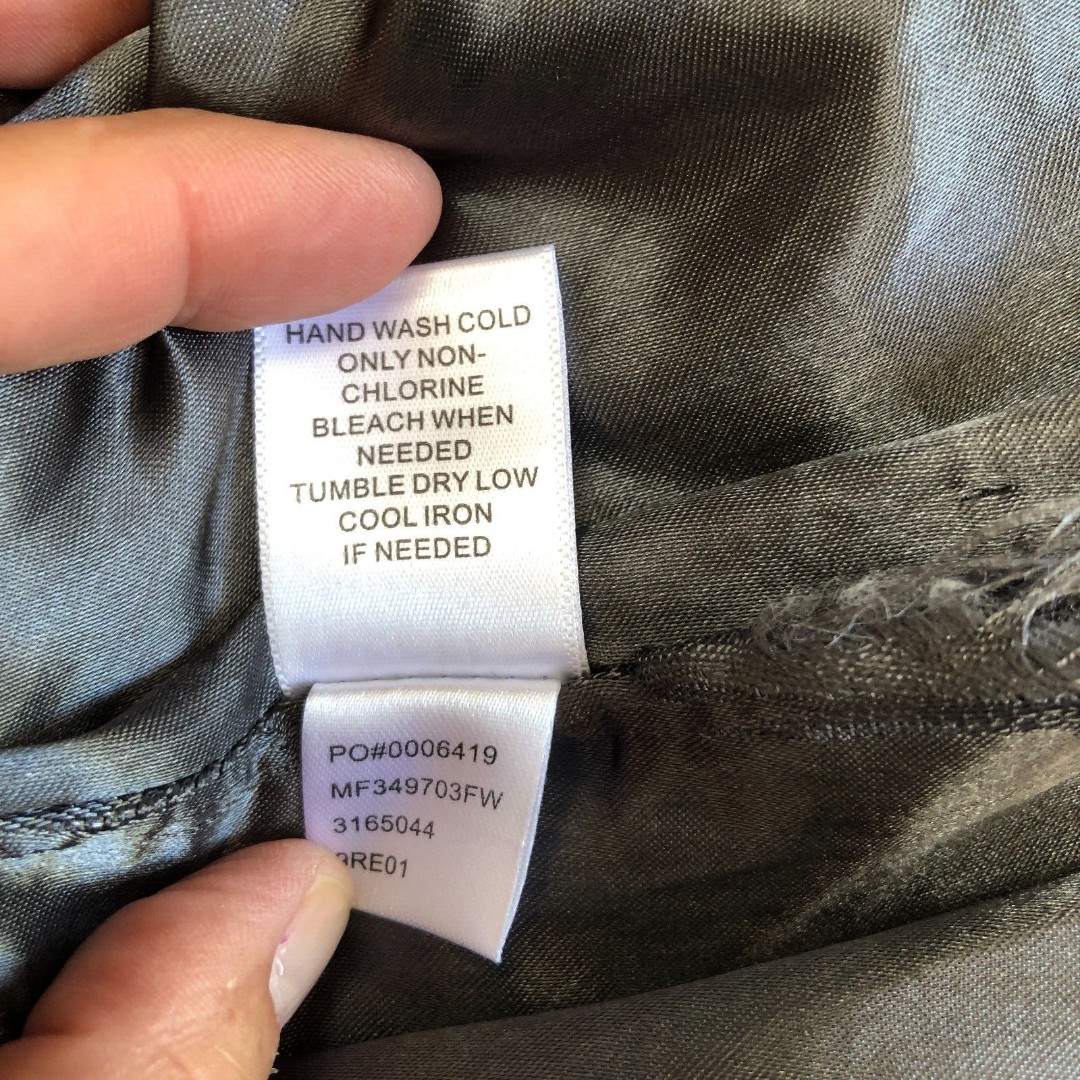 HAND WASH COLD
ONLY NON-
CHLORINE
BLEACH WHEN
NEEDED
TUMBLE DRY LOW
COOL IRON
IF NEEDED
PO#0006419
MF349703FW
3165044